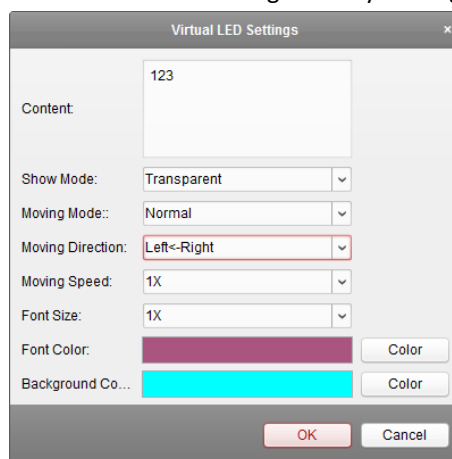 Virtual LED Settings ×
Content: 123
Show Mode: Transparent
Moving Mode:: Normal
Moving Direction: Left<-Right
Moving Speed: 1X
Font Size: 1X
Font Color: Color
Background Co... Color
OK Cancel